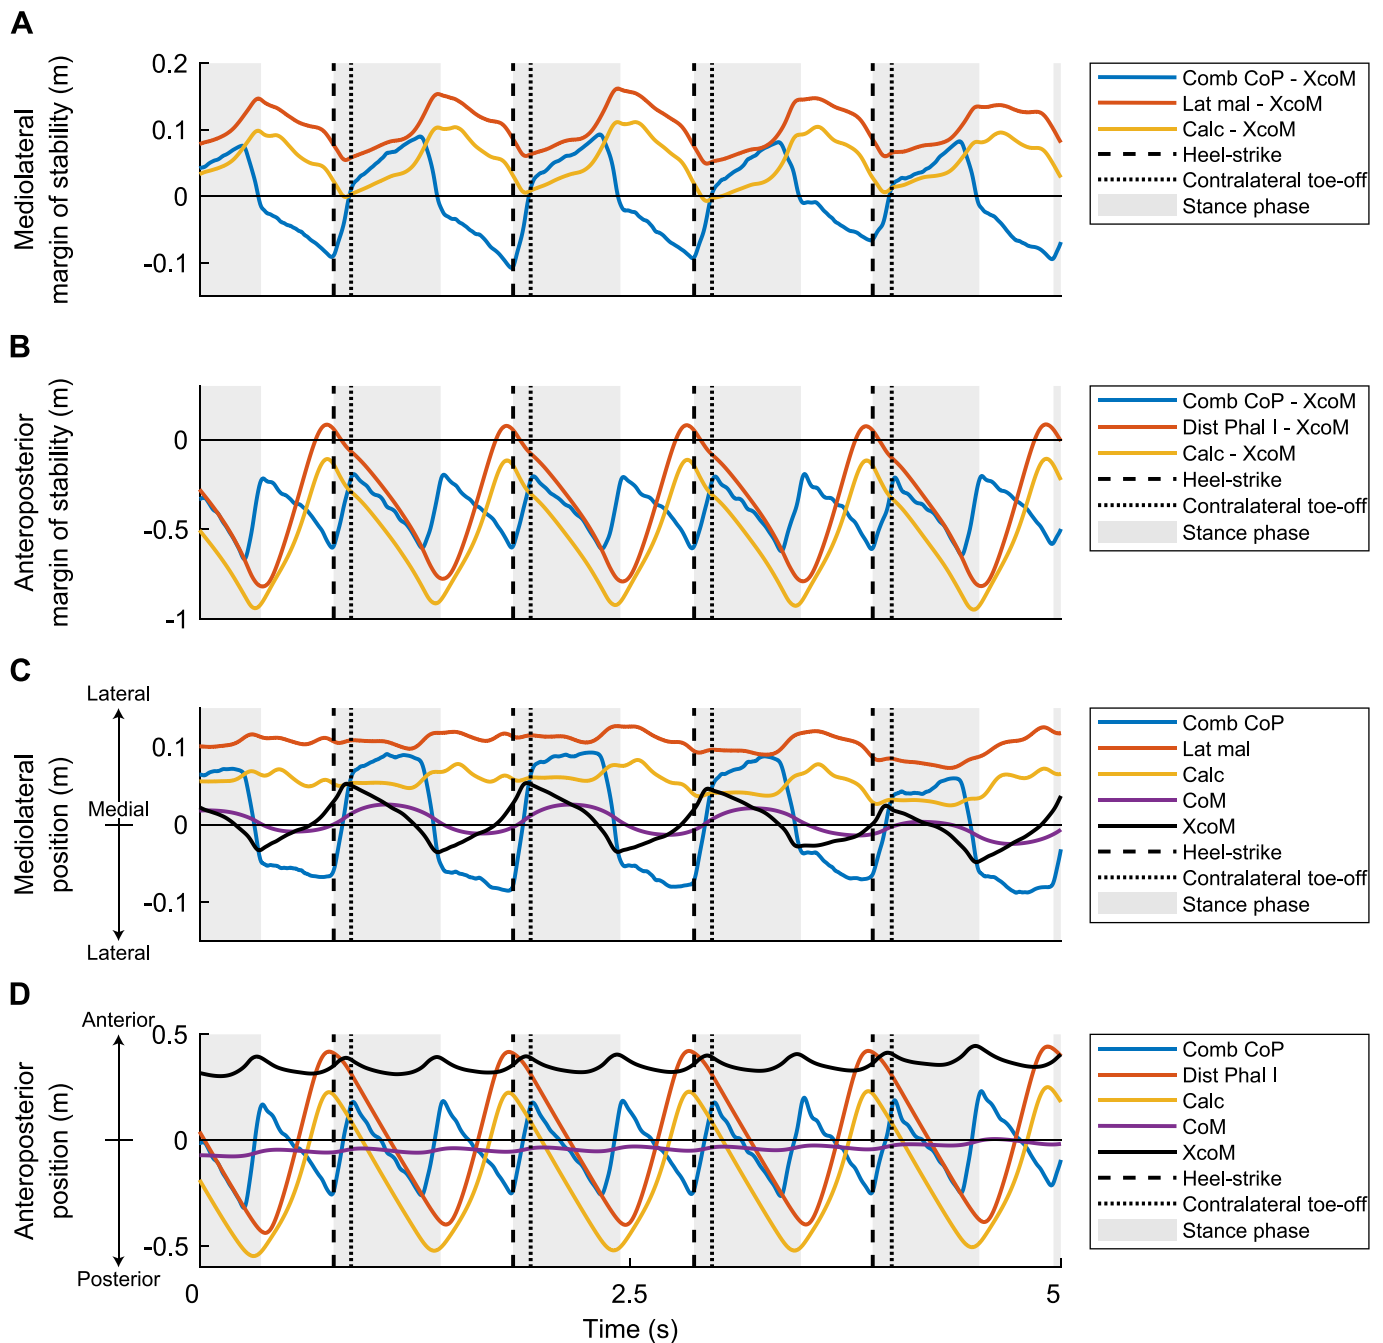 A
Mediolateral
margin of stability (m)
0.2
0.1
0
-0.1
Comb CoP - XcoM
Lat mal - XcoM
Calc - XcoM
Heel-strike
Contralateral toe-off
Stance phase
B
Anteroposterior
margin of stability (m)
0
-0.5
-1
Comb CoP - XcoM
Dist Phal I - XcoM
Calc - XcoM
Heel-strike
Contralateral toe-off
Stance phase
C
Mediolateral
position (m)
Lateral
Medial
Lateral
0.1
0
-0.1
Comb CoP
Lat mal
Calc
CoM
XcoM
Heel-strike
Contralateral toe-off
Stance phase
D
Anteroposterior
position (m)
Anterior
Posterior
0.5
0
-0.5
Comb CoP
Dist Phal I
Calc
CoM
XcoM
Heel-strike
Contralateral toe-off
Stance phase
0
2.5
5
Time (s)